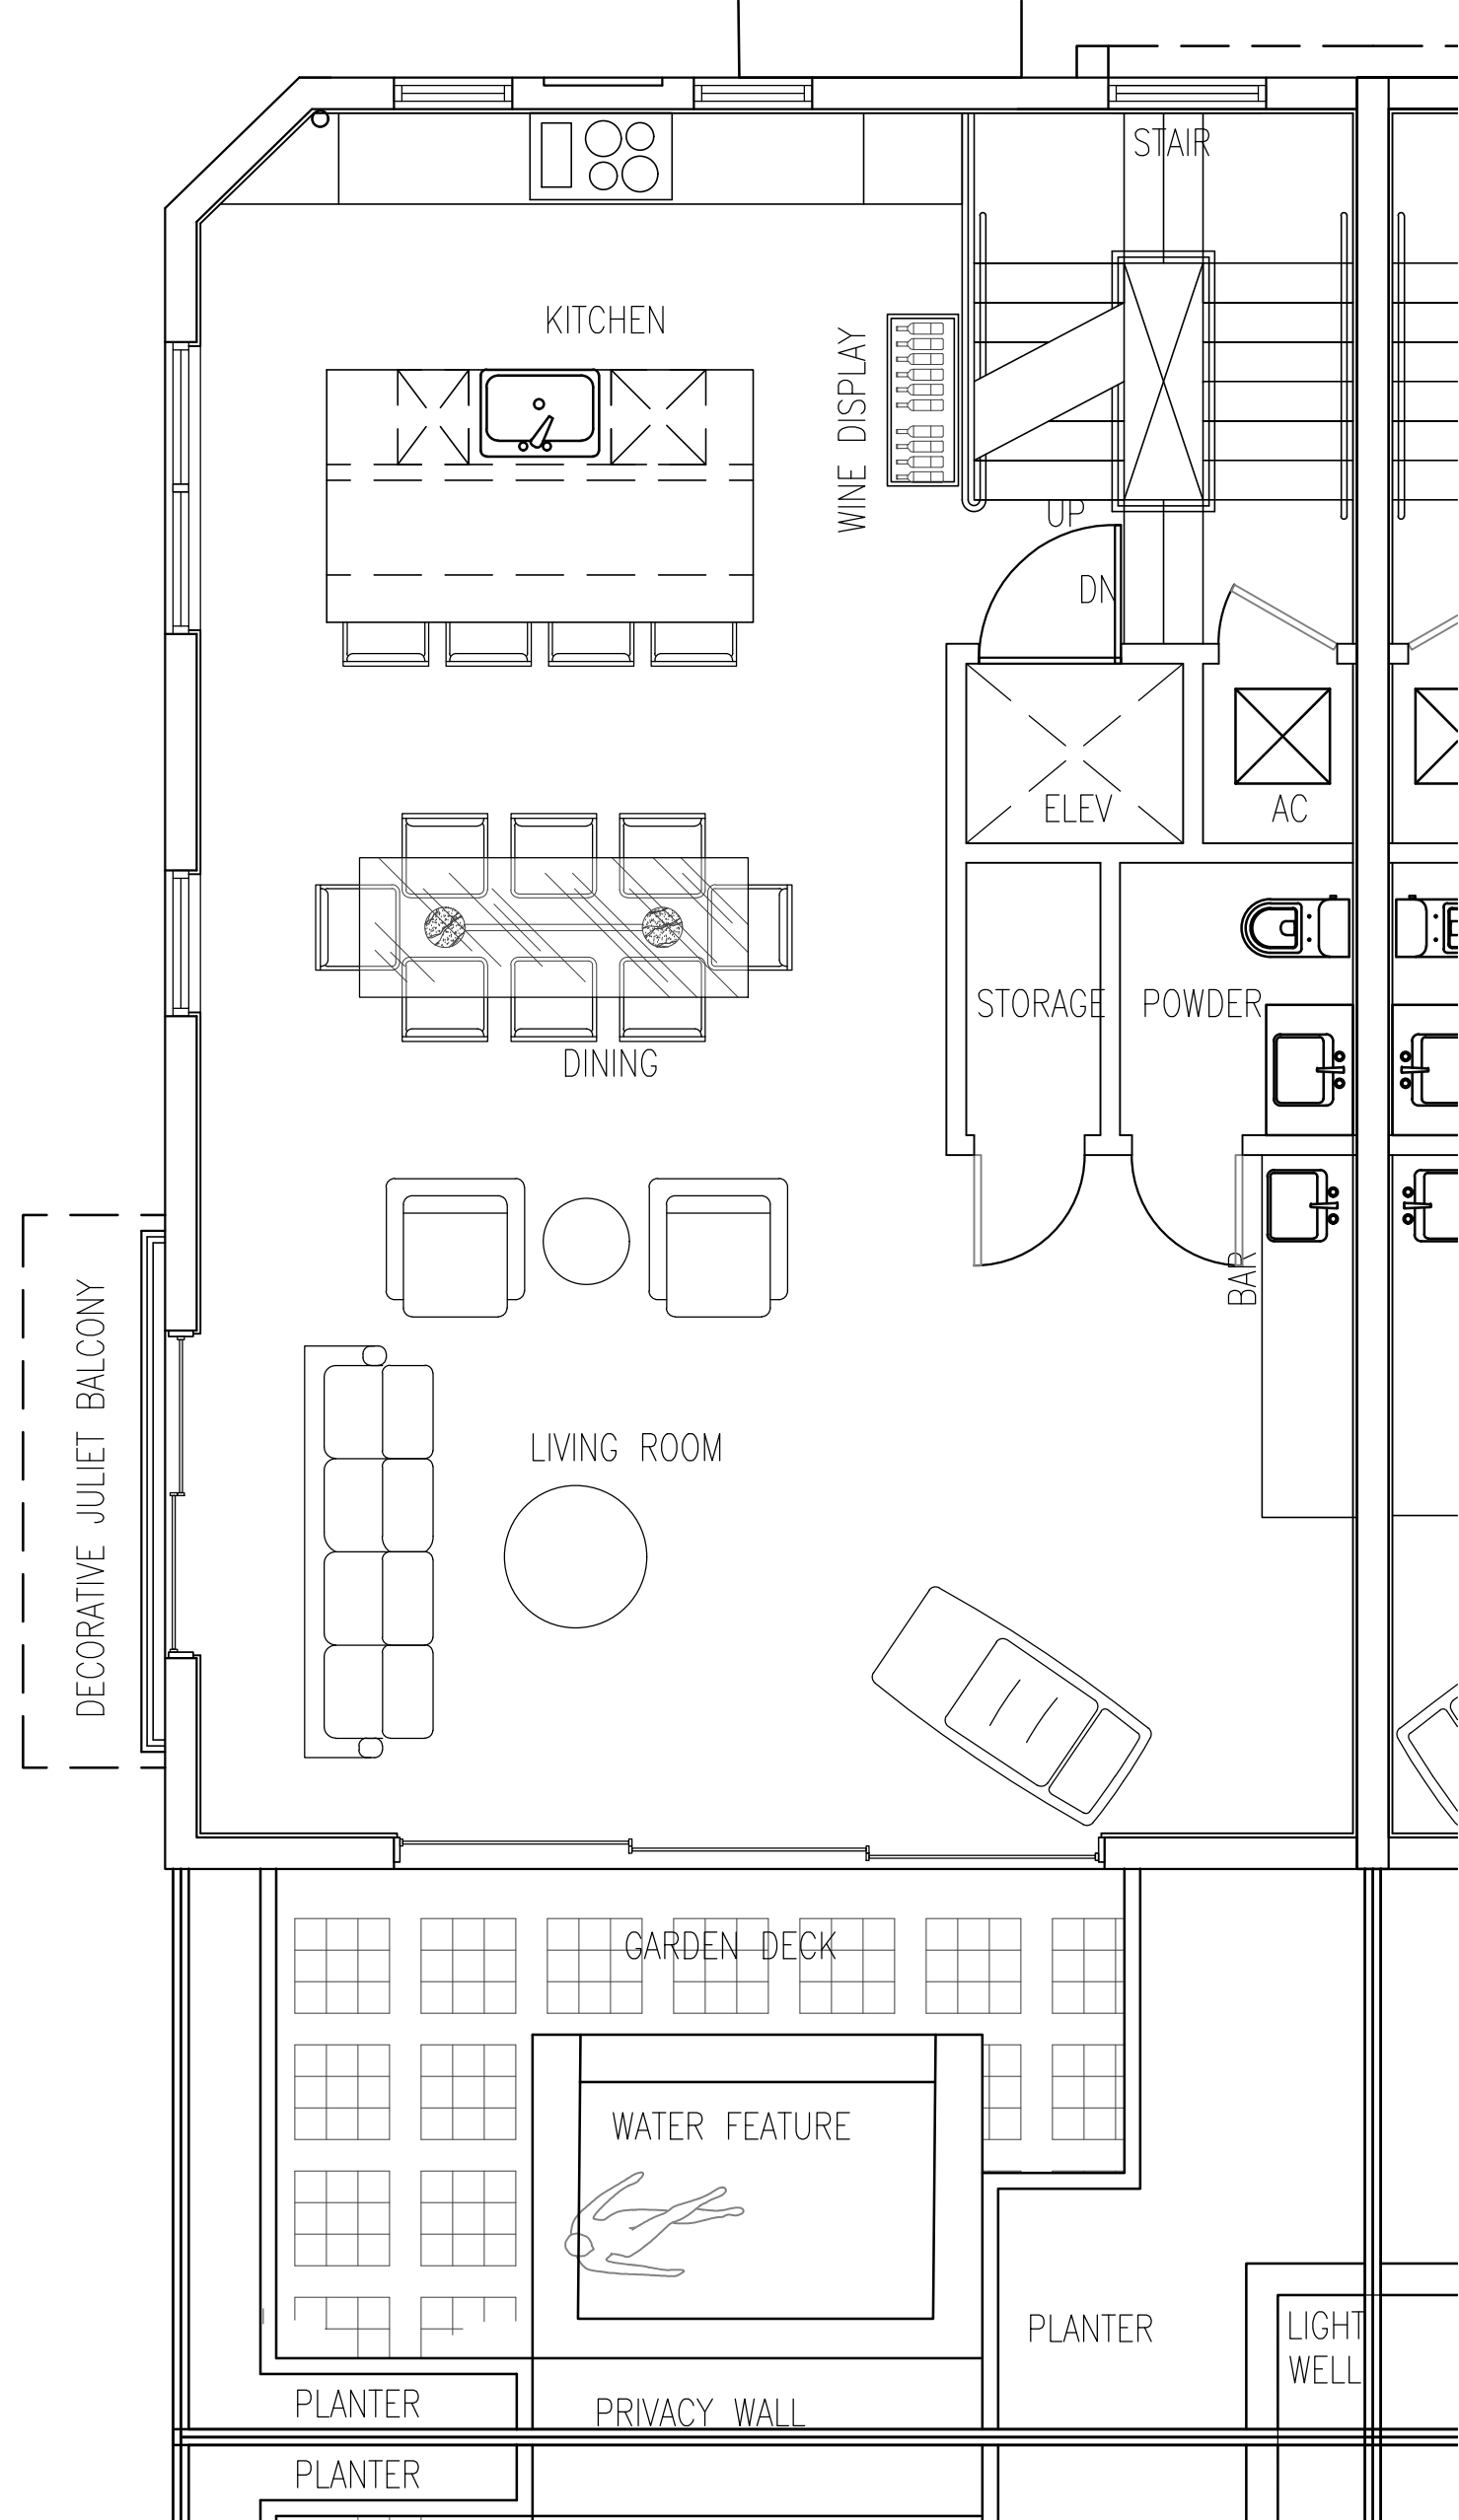 STAIR
KITCHEN
WINE DISPLAY
UP
DN
ELEV
AC
STORAGE
POWDER
DINING
BAR
DECORATIVE JULIET BALCONY
LIVING ROOM
GARDEN DECK
WATER FEATURE
PLANTER
LIGHT
WELL
PLANTER
PRIVACY WALL
PLANTER